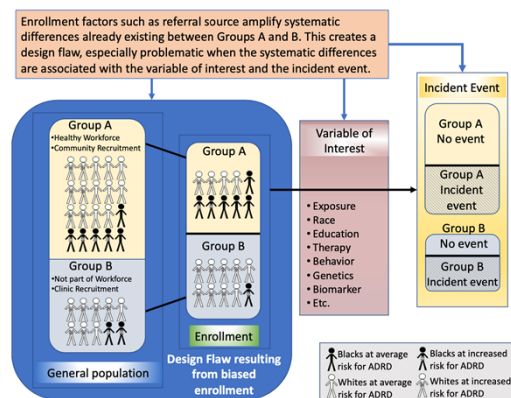 Enrollment factors such as referral source amplify systematic
differences already existing between Groups A and B. This creates a
design flaw, especially problematic when the systematic differences
are associated with the variable of interest and the incident event.
Group A
•Healthy Workforce
•Community Recruitment
Group B
•Not part of Workforce
•Clinic Recruitment
General population
Group A
Group B
Enrollment
Design Flaw resulting
from biased
enrollment
Variable of
Interest
• Exposure
• Race
• Education
• Therapy
• Behavior
• Genetics
• Biomarker
• Etc.
Incident Event
Group A
No event
Group A
Incident
event
Group B
No event
Group B
Incident event
Blacks at average
risk for ADRD
Blacks at increased
risk for ADRD
Whites at average
risk for ADRD
Whites at increased
risk for ADRD